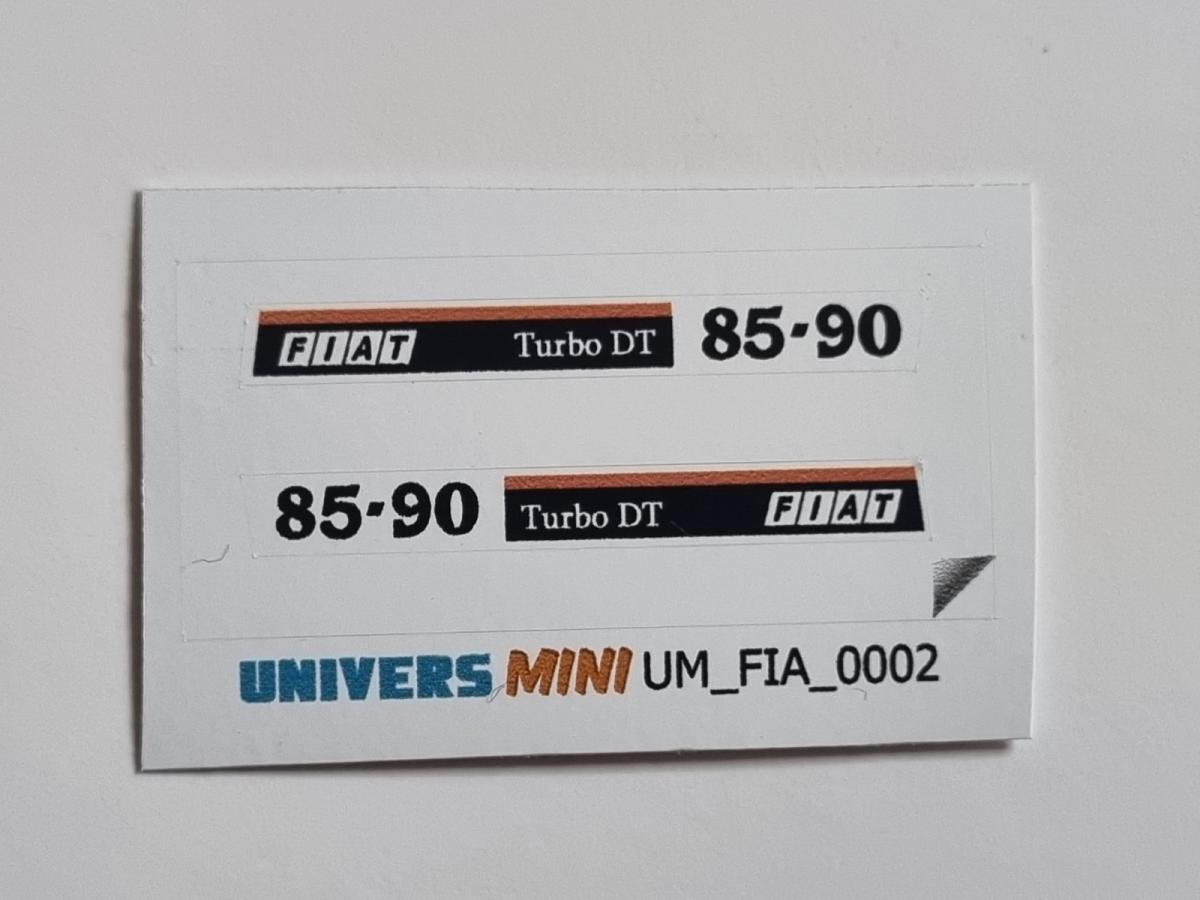 FIAT Turbo DT 85-90
85-90 Turbo DT FIAT
UNIVERS MINI UM_FIA_0002